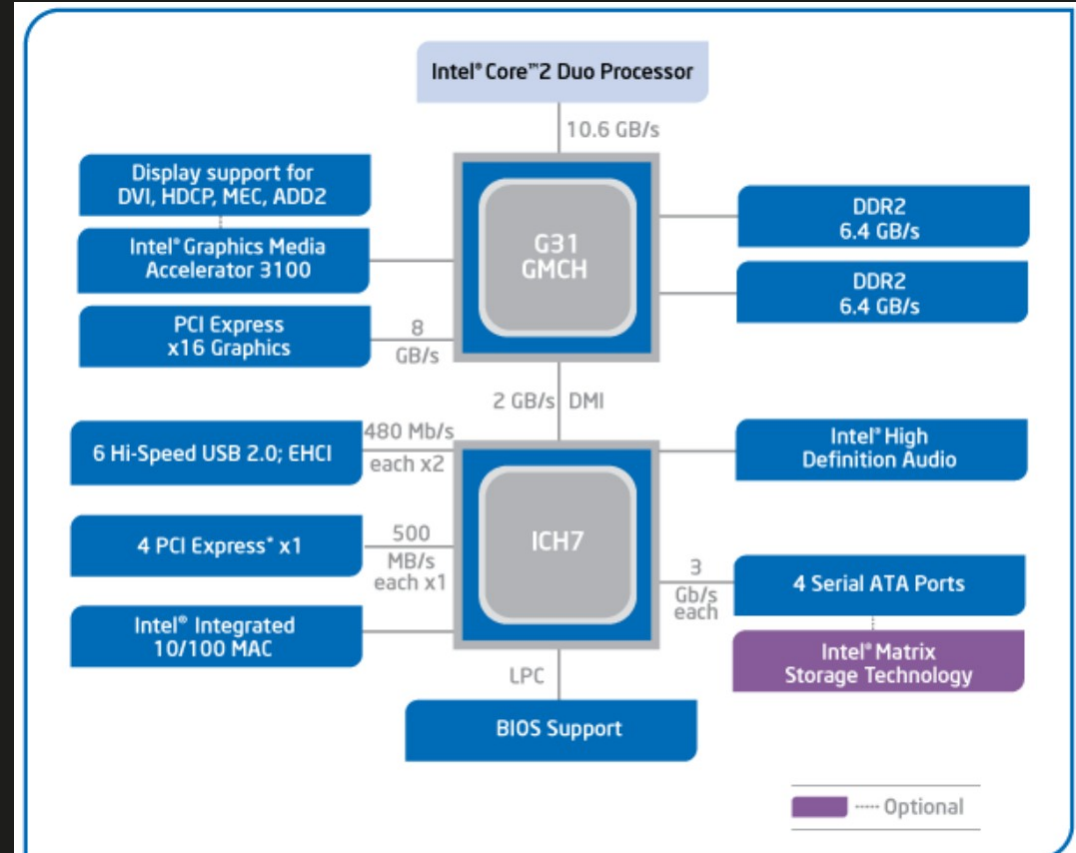 Intel® Core™2 Duo Processor
10.6 GB/s
Display support for
DVI, HDCP, MEC, ADD2
Intel® Graphics Media
Accelerator 3100
PCI Express
x16 Graphics
8
GB/s
G31
GMCH
DDR2
6.4 GB/s
DDR2
6.4 GB/s
2 GB/s DMI
6 Hi-Speed USB 2.0; EHCI
480 Mb/s
each x2
4 PCI Express* x1
500
MB/s
each x1
Intel® Integrated
10/100 MAC
ICH7
Intel® High
Definition Audio
3
Gb/s
each
4 Serial ATA Ports
Intel® Matrix
Storage Technology
LPC
BIOS Support
Optional